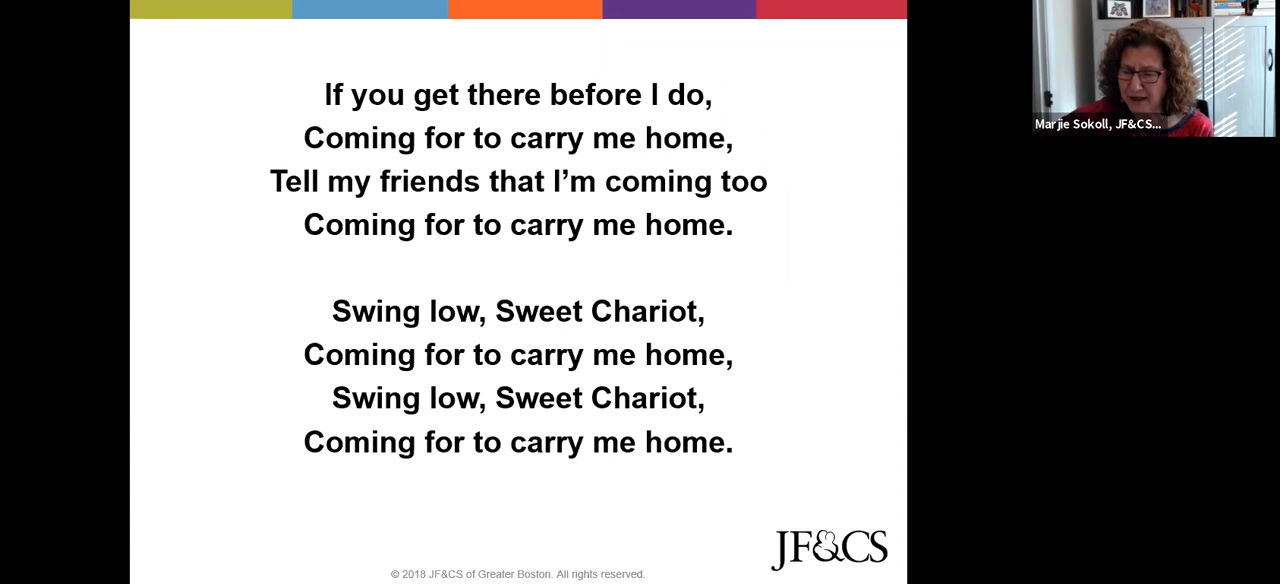 If you get there before I do,
Coming for to carry me home,
Tell my friends that I’m coming too
Coming for to carry me home.
Swing low, Sweet Chariot,
Coming for to carry me home,
Swing low, Sweet Chariot,
Coming for to carry me home.
JF&CS
© 2018 JF&CS of Greater Boston. All rights reserved.
Marjie Sokoll, JF&CS...